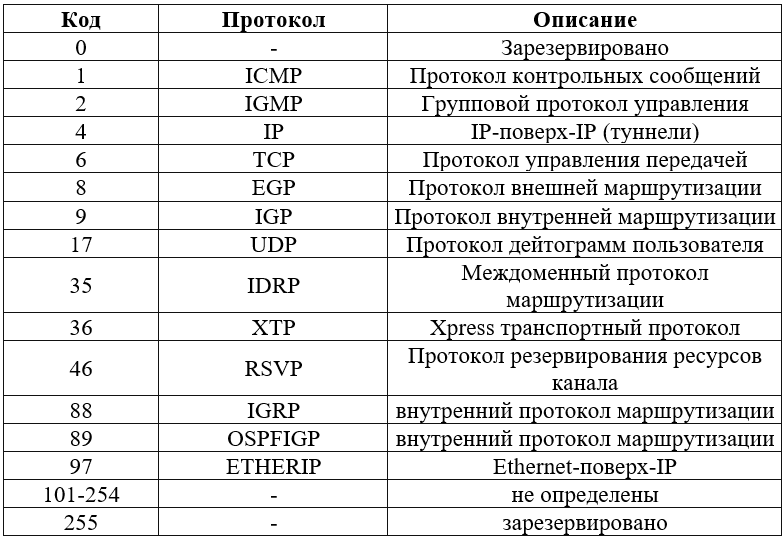 Код Протокол Описание
0 - Зарезервировано
1 ICMP Протокол контрольных сообщений
2 IGMP Групповой протокол управления
4 IP IP-поверх-IP (туннели)
6 TCP Протокол управления передачей
8 EGP Протокол внешней маршрутизации
9 IGP Протокол внутренней маршрутизации
17 UDP Протокол дейтограмм пользователя
35 IDRP Междоменный протокол
маршрутизации
36 XTP Xpress транспортный протокол
46 RSVP Протокол резервирования ресурсов
канала
88 IGRP внутренний протокол маршрутизации
89 OSPFIGP внутренний протокол маршрутизации
97 ETHERIP Ethernet-поверх-IP
101-254 - не определены
255 - зарезервировано